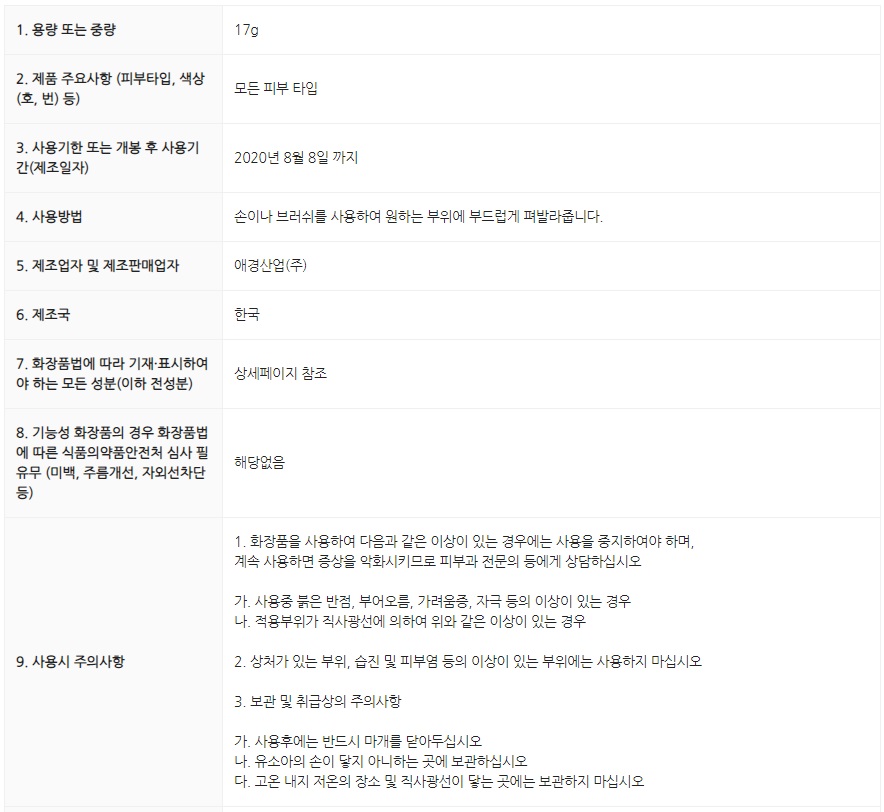 1. 용량 또는 중량
17g
2. 제품 주요사항 (피부타입, 색상
(호, 번) 등)
모든 피부 타입
3. 사용기한 또는 개봉 후 사용기
간(제조일자)
2020년 8월 8일 까지
4. 사용방법
손이나 브러쉬를 사용하여 원하는 부위에 부드럽게 펴발라줍니다.
5. 제조업자 및 제조판매업자
애경산업(주)
6. 제조국
한국
7. 화장품법에 따라 기재·표시하여
야 하는 모든 성분(이하 전성분)
상세페이지 참조
8. 기능성 화장품의 경우 화장품법
에 따른 식품의약품안전처 심사 필
유무 (미백, 주름개선, 자외선차단
등)
해당없음
9. 사용시 주의사항
1. 화장품을 사용하여 다음과 같은 이상이 있는 경우에는 사용을 중지하여야 하며,
계속 사용하면 증상을 악화시키므로 피부과 전문의 등에게 상담하십시오
가. 사용중 붉은 반점, 부어오름, 가려움증, 자극 등의 이상이 있는 경우
나. 적용부위가 직사광선에 의하여 위와 같은 이상이 있는 경우
2. 상처가 있는 부위, 습진 및 피부염 등의 이상이 있는 부위에는 사용하지 마십시오
3. 보관 및 취급상의 주의사항
가. 사용후에는 반드시 마개를 닫아두십시오
나. 유소아의 손이 닿지 아니하는 곳에 보관하십시오
다. 고온 내지 저온의 장소 및 직사광선이 닿는 곳에는 보관하지 마십시오